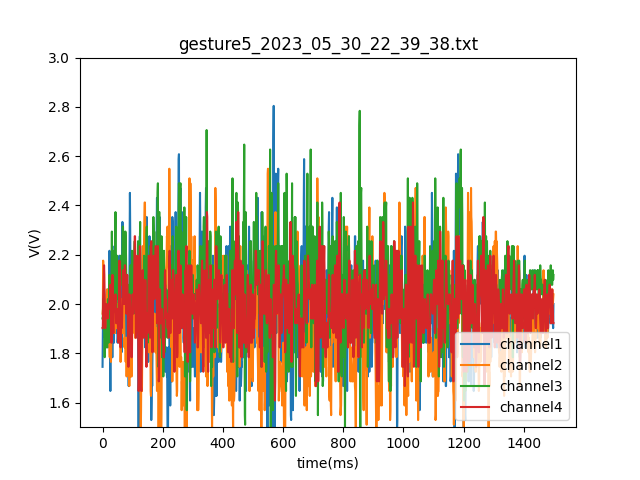 gesture5_2023_05_30_22_39_38.txt
3.0
2.8
2.6
2.4
2.2
2.0
1.8
1.6
V(V)
channel1
channel2
channel3
channel4
0 200 400 600 800 1000 1200 1400
time(ms)